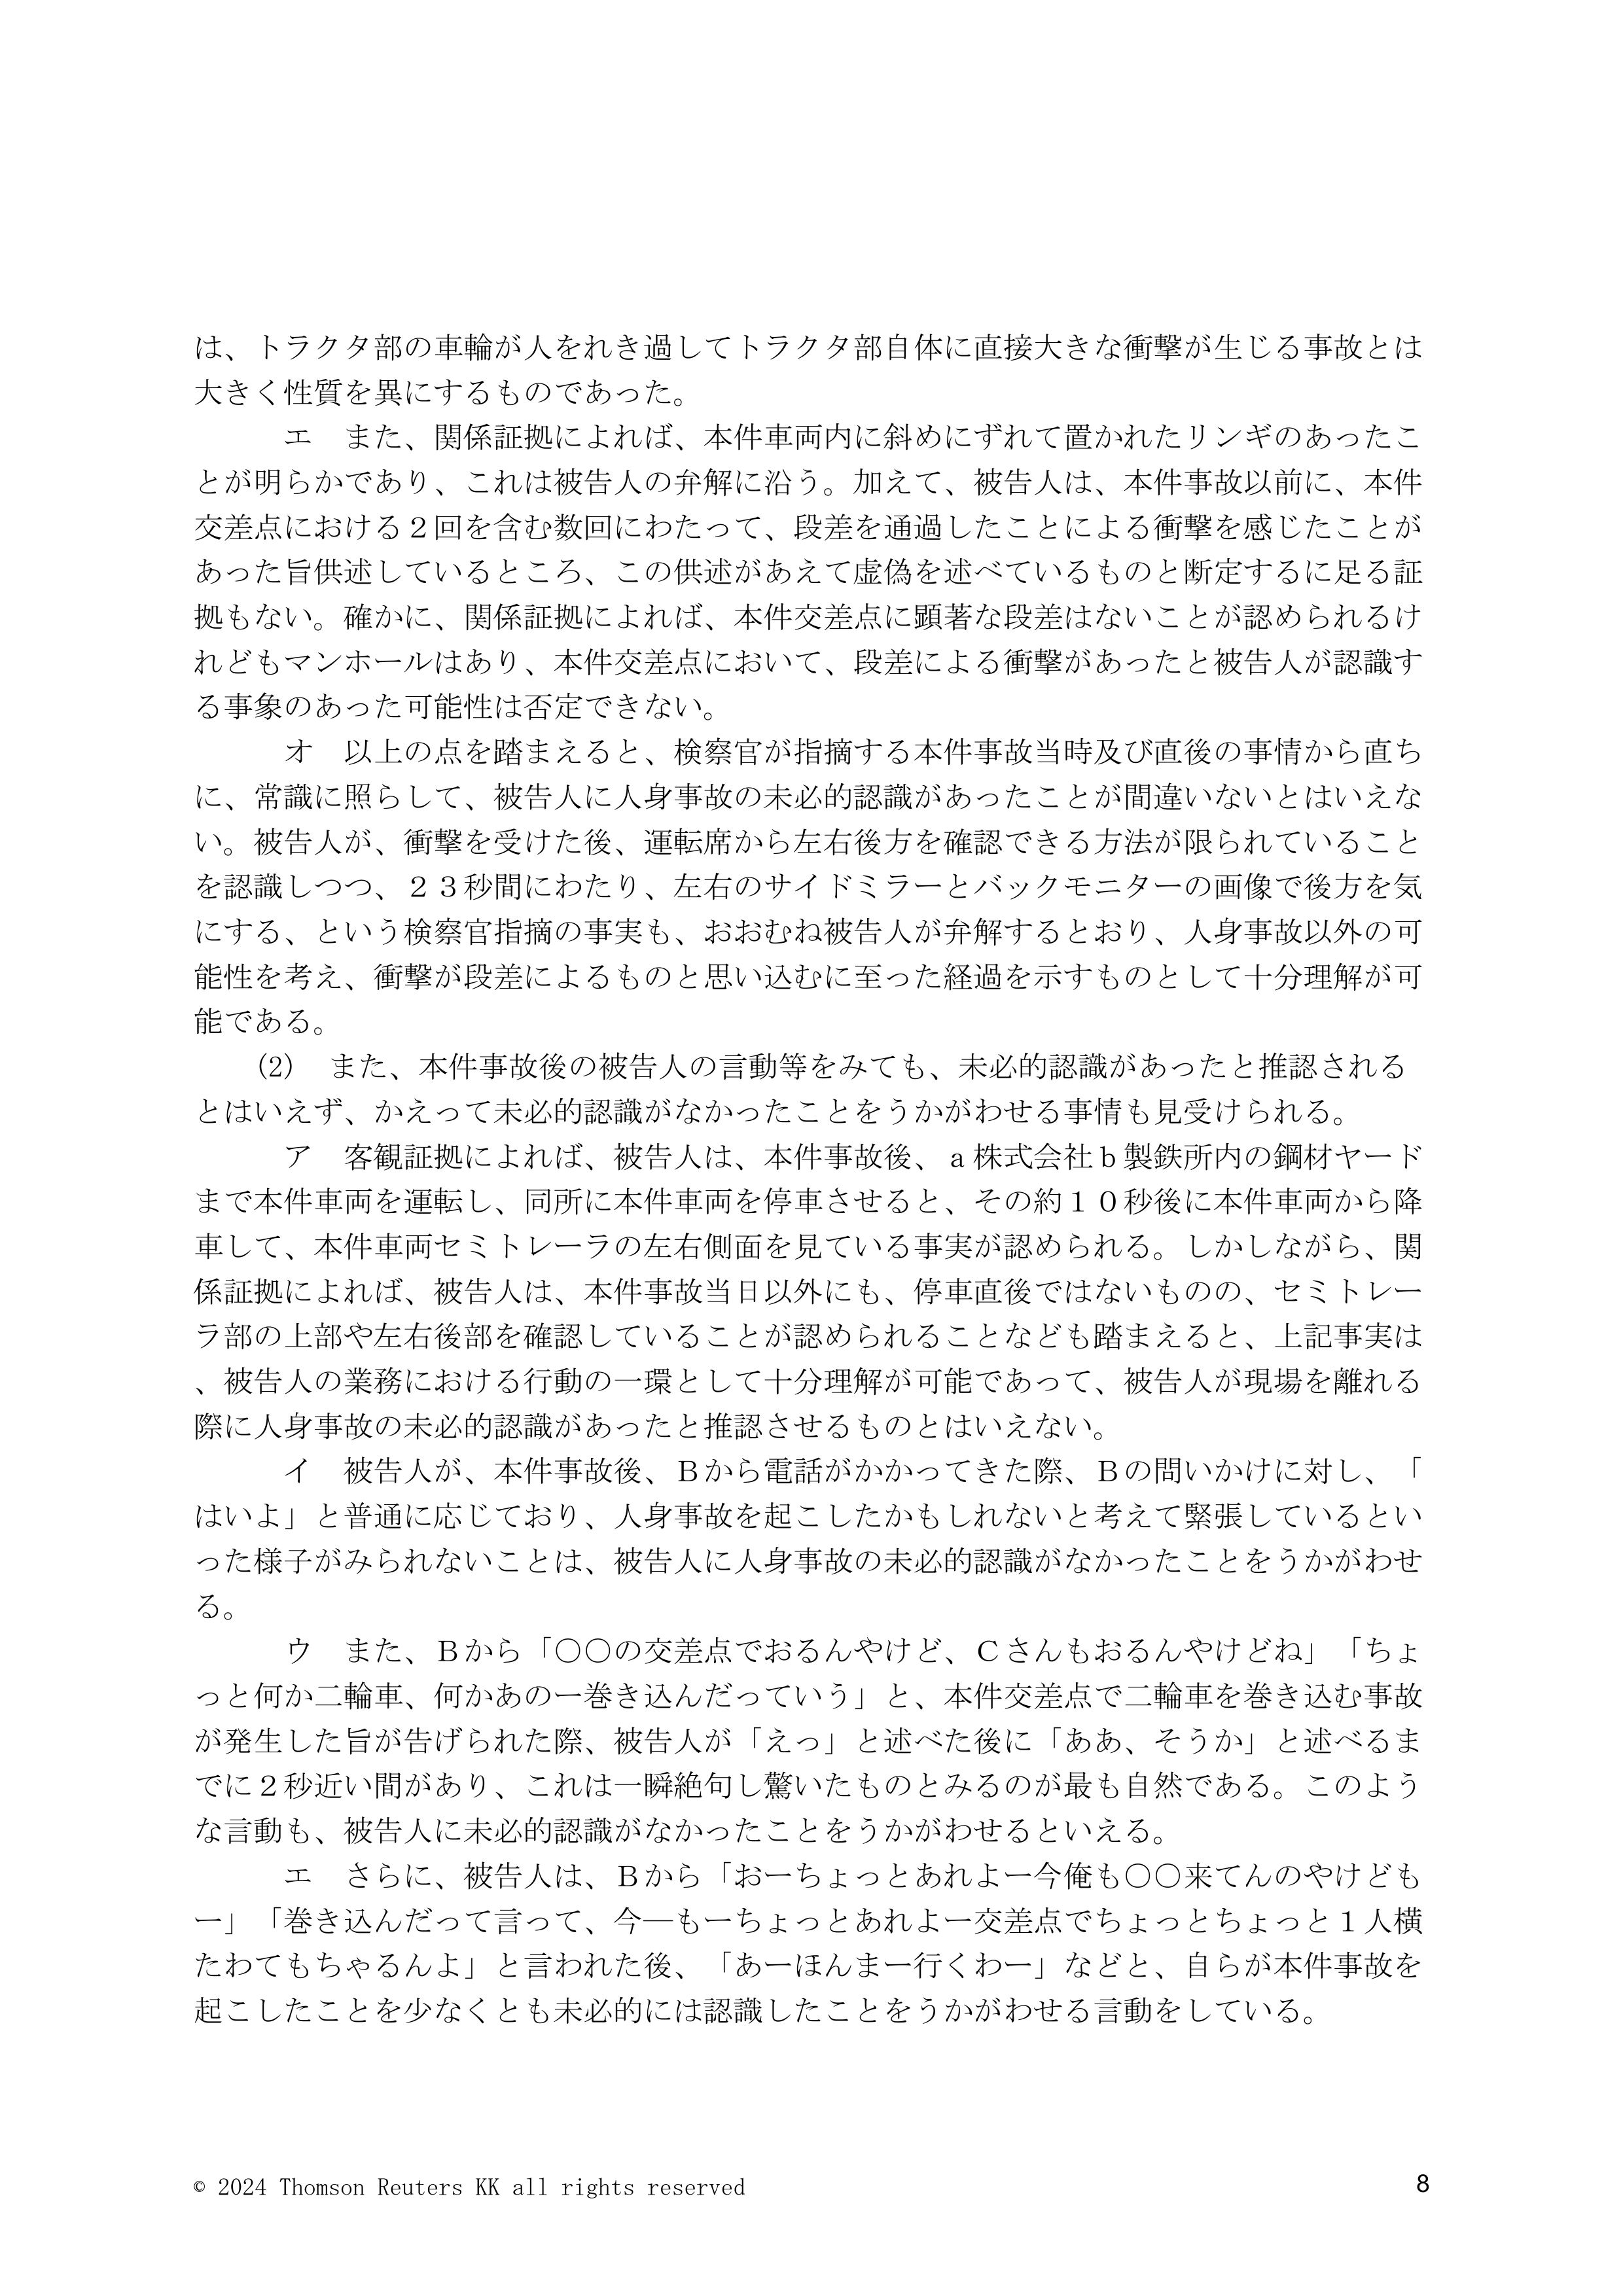 は、トラクタ部の車輪が人をれき過してトラクタ部自体に直接大きな衝撃が生じる事故とは
大きく性質を異にするものであった。
エ　また、関係証拠によれば、本件車両内に斜めにずれて置かれたリンギのあったこ
とが明らかであり、これは被告人の弁解に沿う。加えて、被告人は、本件事故以前に、本件
交差点における２回を含む数回にわたって、段差を通過したことによる衝撃を感じたことが
あった旨供述しているところ、この供述があえて虚偽を述べているものと断定するに足る証
拠もない。確かに、関係証拠によれば、本件交差点に顕著な段差はないことが認められるけ
れどもマンホールはあり、本件交差点において、段差による衝撃があったと被告人が認識す
る事象のあった可能性は否定できない。
オ　以上の点を踏まえると、検察官が指摘する本件事故当時及び直後の事情から直ち
に、常識に照らして、被告人に人身事故の未必的認識があったことが間違いないとはいえな
い。被告人が、衝撃を受けた後、運転席から左右後方を確認できる方法が限られていること
を認識しつつ、２３秒間にわたり、左右のサイドミラーとバックモニターの画像で後方を気
にする、という検察官指摘の事実も、おおむね被告人が弁解するとおり、人身事故以外の可
能性を考え、衝撃が段差によるものと思い込むに至った経過を示すものとして十分理解が可
能である。
(2)　また、本件事故後の被告人の言動等をみても、未必的認識があったと推認される
とはいえず、かえって未必的認識がなかったことをうかがわせる事情も見受けられる。
ア　客観証拠によれば、被告人は、本件事故後、ａ株式会社ｂ製鉄所内の鋼材ヤード
まで本件車両を運転し、同所に本件車両を停車させると、その約１０秒後に本件車両から降
車して、本件車両セミトレーラの左右側面を見ている事実が認められる。しかしながら、関
係証拠によれば、被告人は、本件事故当日以外にも、停車直後ではないものの、セミトレー
ラ部の上部や左右後部を確認していることが認められることなども踏まえると、上記事実は
、被告人の業務における行動の一環として十分理解が可能であって、被告人が現場を離れる
際に人身事故の未必的認識があったと推認させるものとはいえない。
イ　被告人が、本件事故後、Ｂから電話がかかってきた際、Ｂの問いかけに対し、「
はいよ」と普通に応じており、人身事故を起こしたかもしれないと考えて緊張しているとい
った様子がみられないことは、被告人に人身事故の未必的認識がなかったことをうかがわせ
る。
ウ　また、Ｂから「〇〇の交差点でおるんやけど、Ｃさんもおるんやけどね」「ちょ
っと何か二輪車、何かあのー巻き込んだっていう」と、本件交差点で二輪車を巻き込む事故
が発生した旨が告げられた際、被告人が「えっ」と述べた後に「ああ、そうか」と述べるま
でに２秒近い間があり、これは一瞬絶句し驚いたものとみるのが最も自然である。このよう
な言動も、被告人に未必的認識がなかったことをうかがわせるといえる。
エ　さらに、被告人は、Ｂから「おーちょっとあれよー今俺も〇〇来てんのやけども
ー」「巻き込んだって言って、今―もーちょっとあれよー交差点でちょっとちょっと１人横
たわてもちゃるんよ」と言われた後、「あーほんまー行くわー」などと、自らが本件事故を
起こしたことを少なくとも未必的には認識したことをうかがわせる言動をしている。
© 2024 Thomson Reuters KK all rights reserved
8